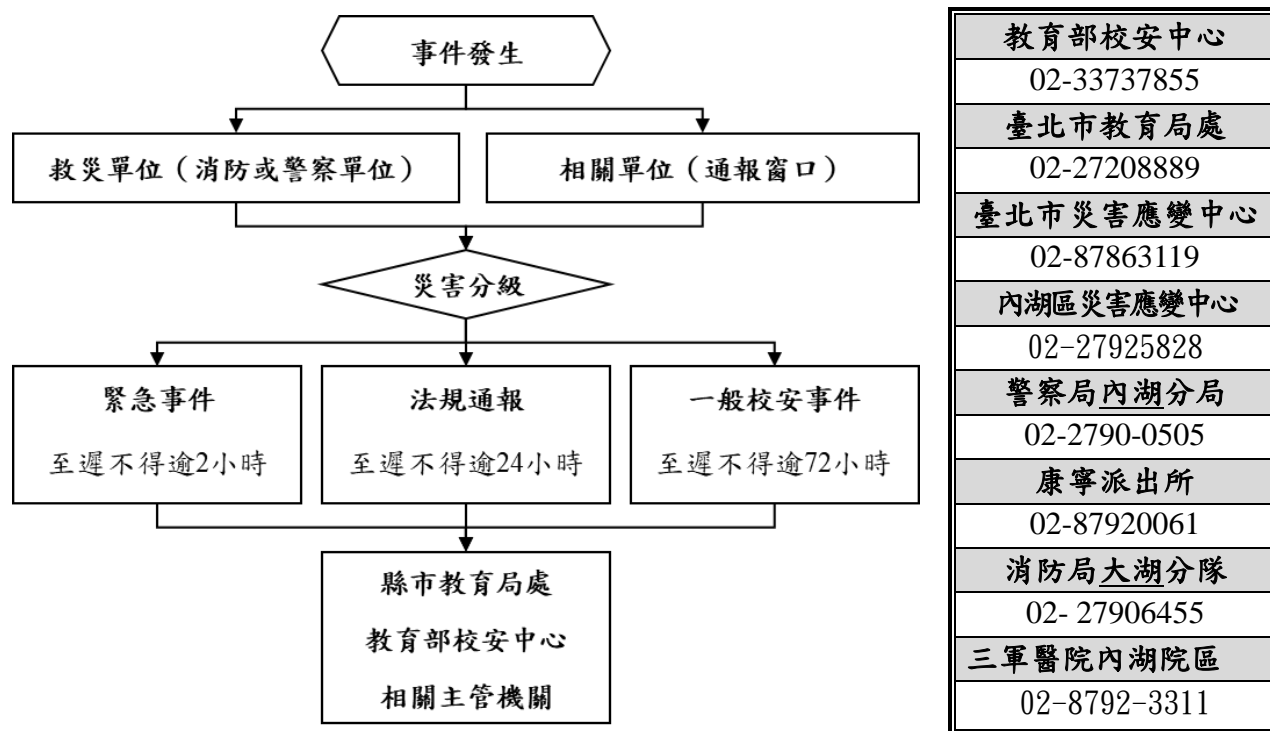 事件發生
救災單位（消防或警察單位）
相關單位（通報窗口）
災害分級
緊急事件
至遲不得逾2小時
法規通報
至遲不得逾24小時
一般校安事件
至遲不得逾72小時
縣市教育局處
教育部校安中心
相關主管機關
教育部校安中心
02-33737855
臺北市教育局處
02-27208889
臺北市災害應變中心
02-87863119
內湖區災害應變中心
02-27925828
警察局內湖分局
02-2790-0505
康寧派出所
02-87920061
消防局大湖分隊
02- 27906455
三軍醫院內湖院區
02-8792-3311